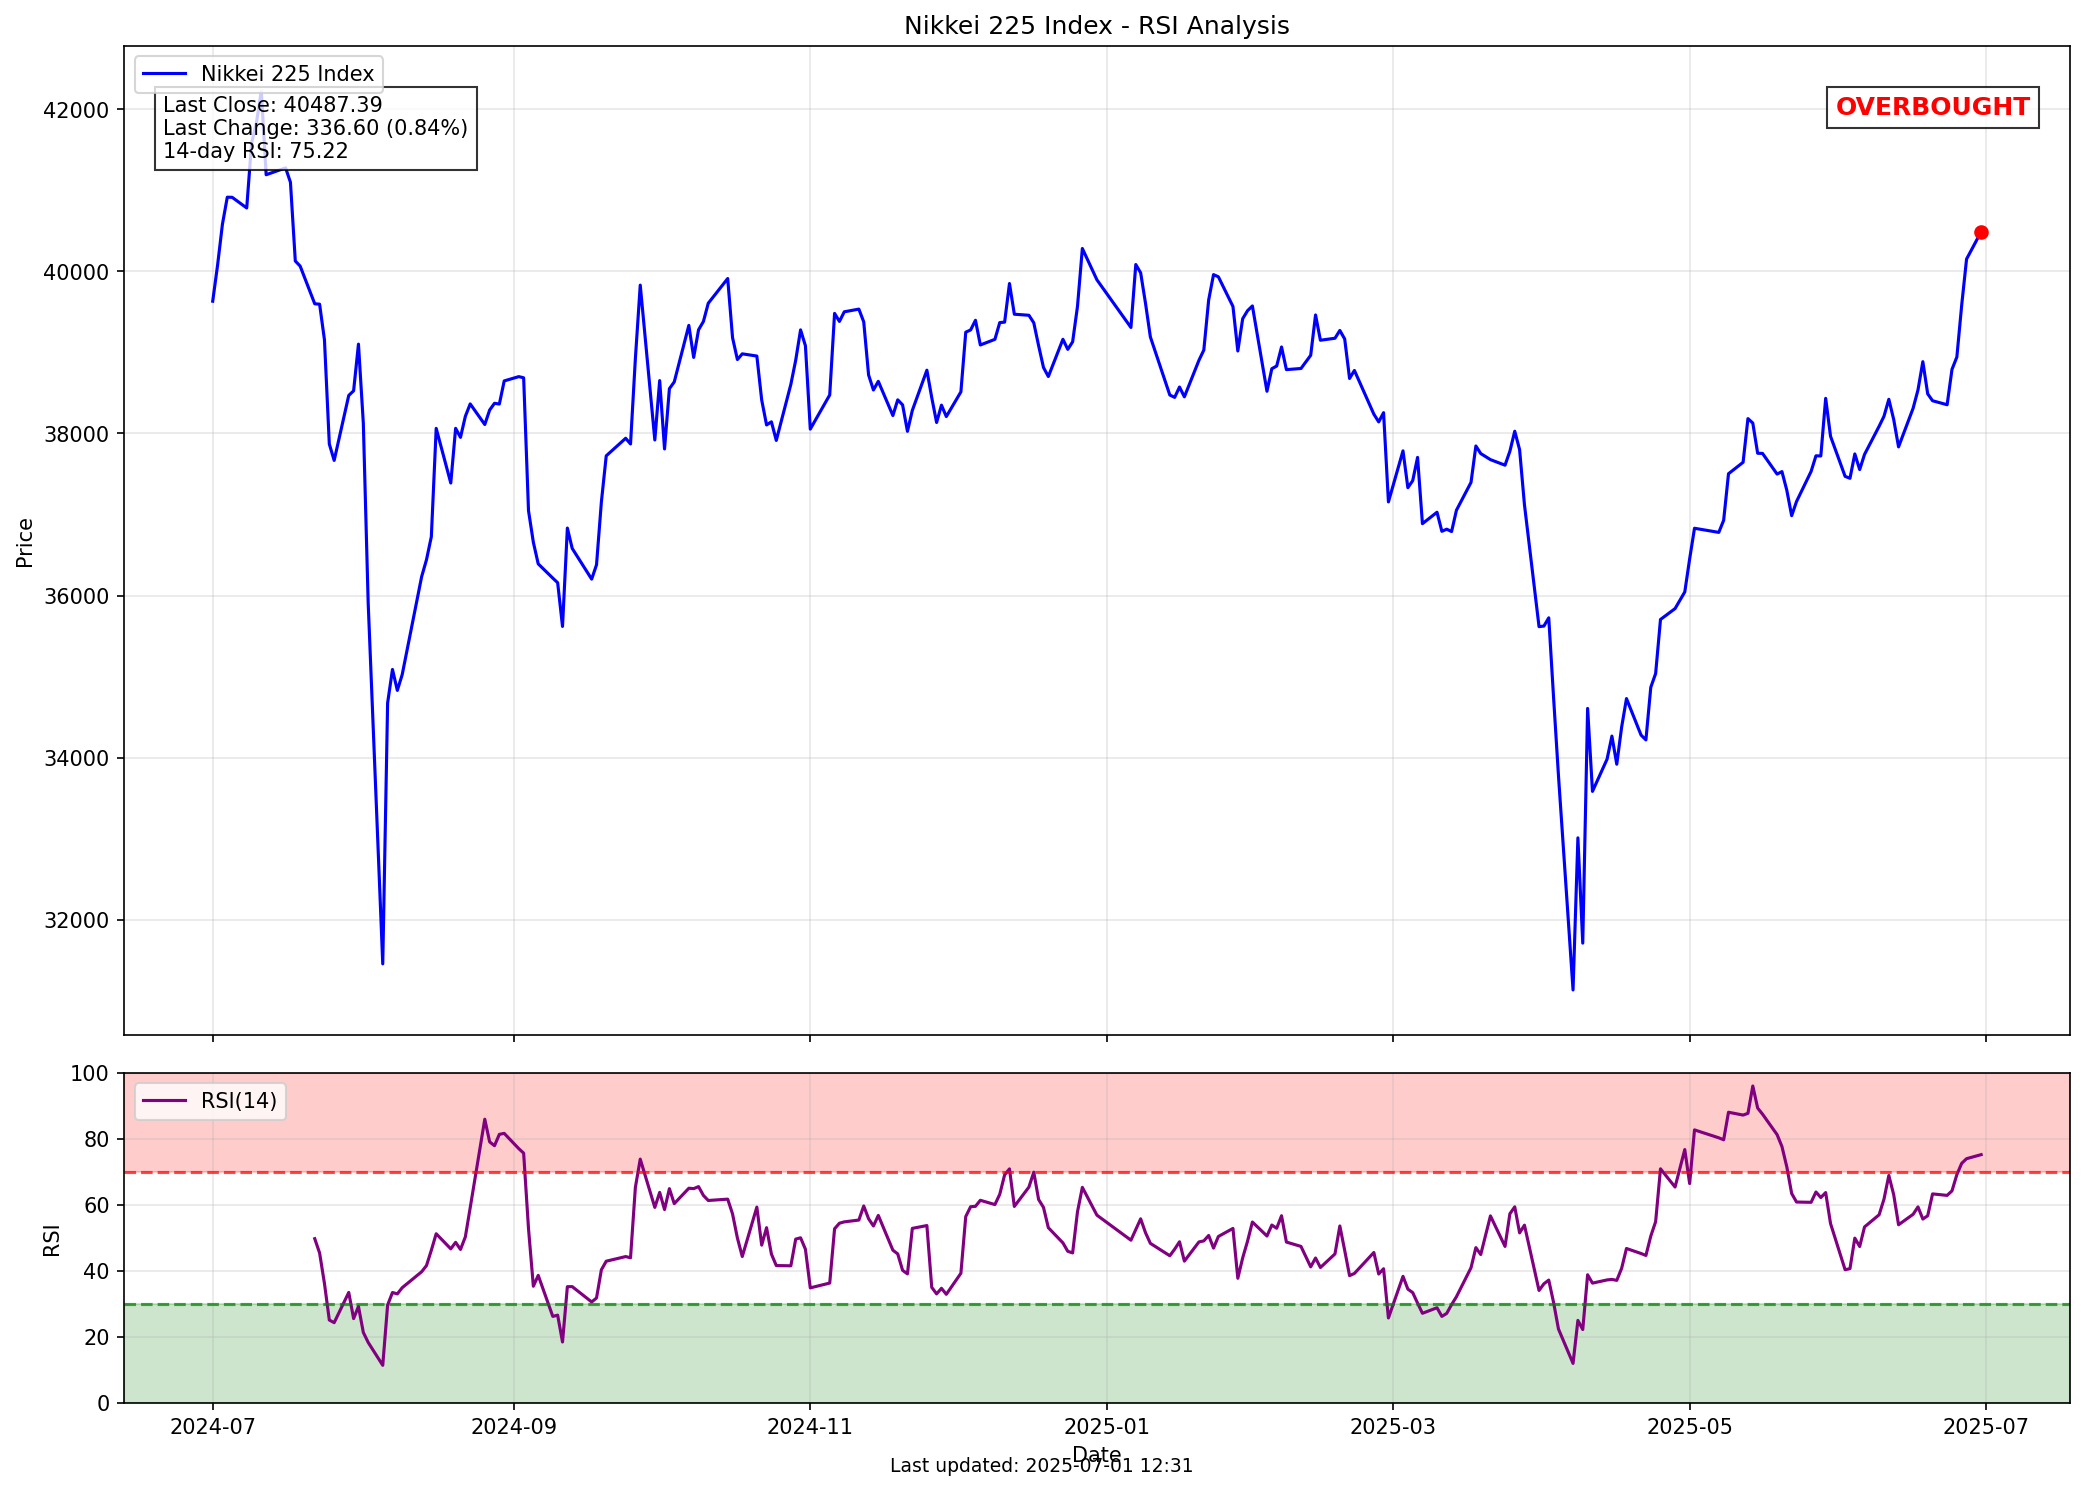 Nikkei 225 Index - RSI Analysis
Nikkei 225 Index
Last Close: 40487.39
Last Change: 336.60 (0.84%)
14-day RSI: 75.22
OVERBOUGHT
Price
42000
40000
38000
36000
34000
32000
RSI(14)
RSI
100
80
60
40
20
0
2024-07
2024-09
2024-11
2025-01
2025-03
2025-05
2025-07
Date
Last updated: 2025-07-01 12:31